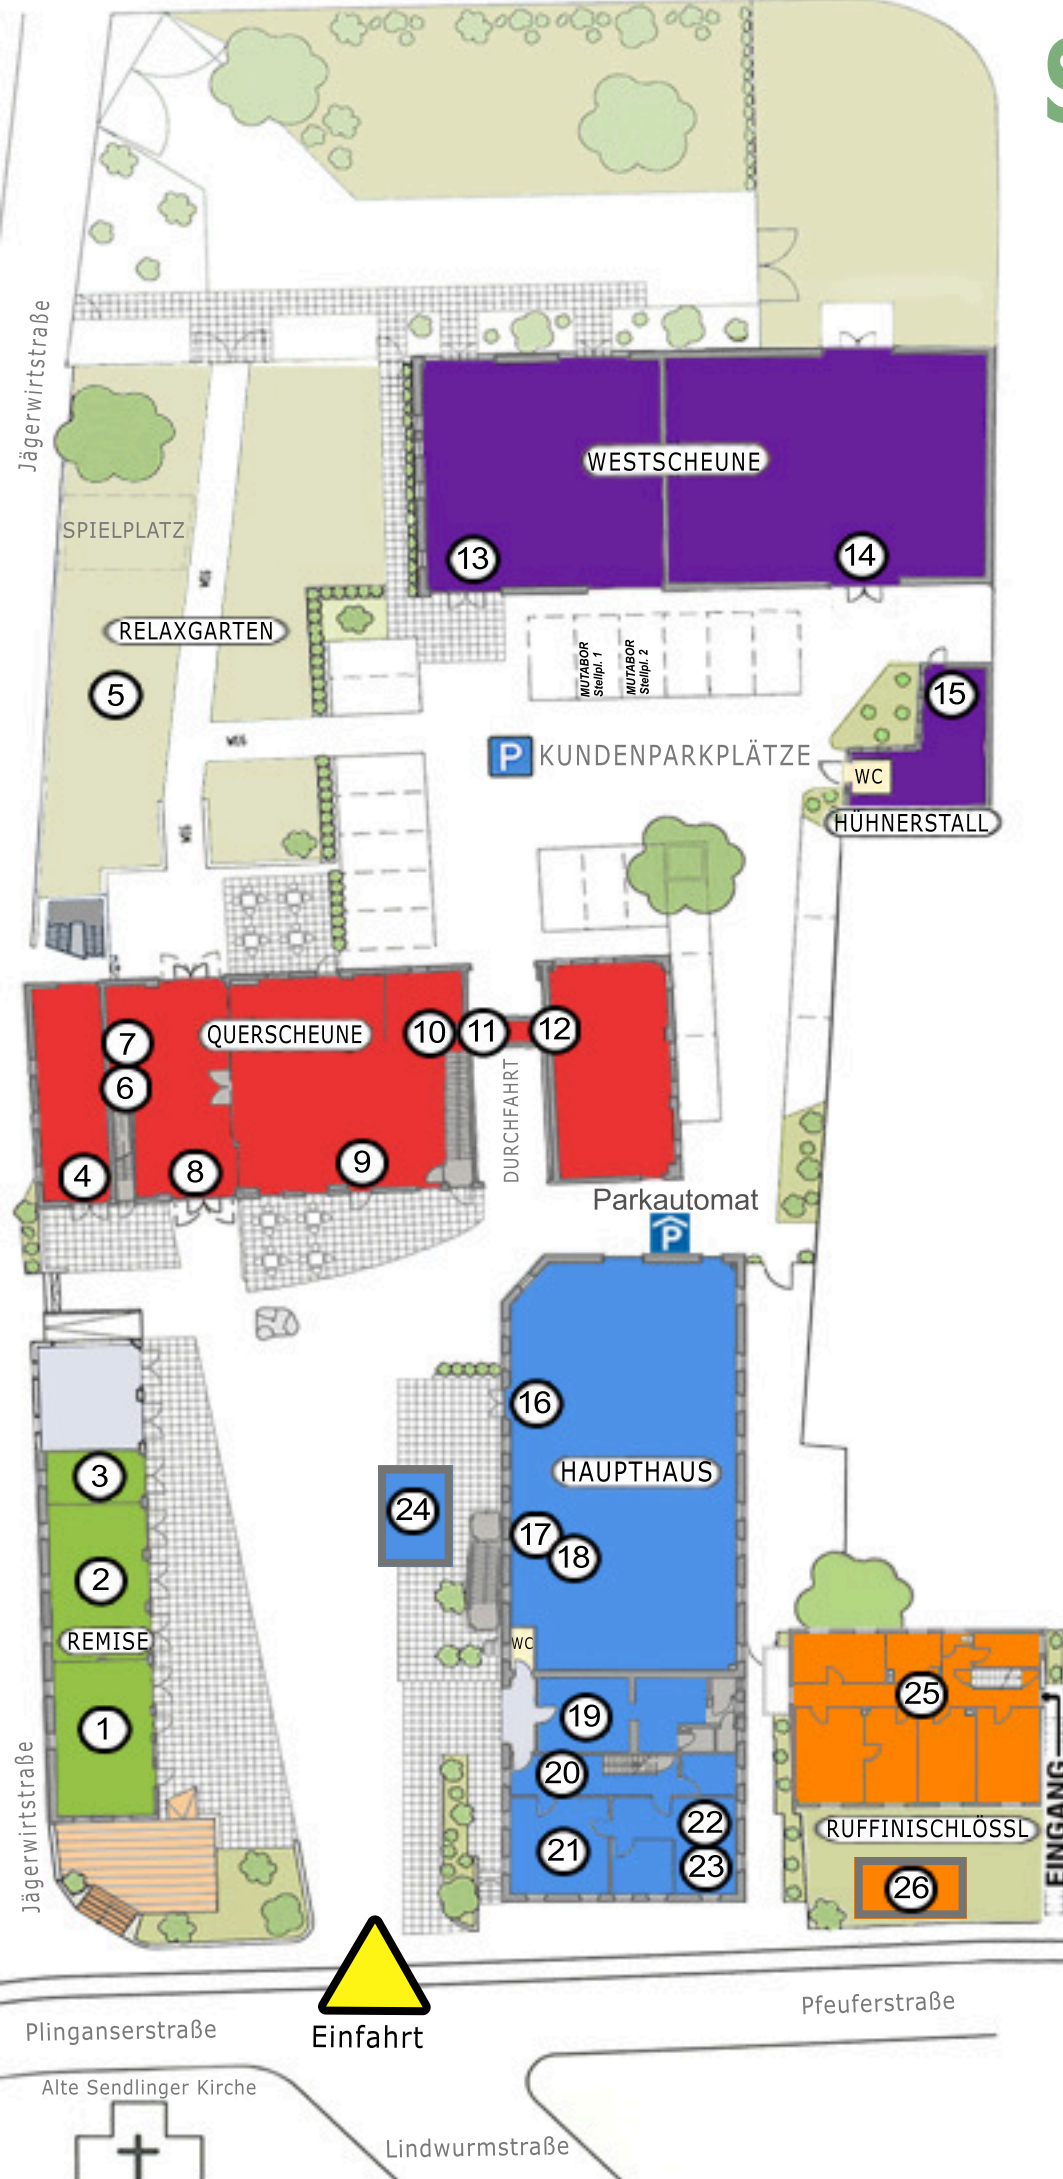 S
Jägerwirtstraße
WESTSCHEUNE
SPIELPLATZ
13
14
RELAXGARTEN
MUTABOR
Stellpl. 1
MUTABOR
Stellpl. 2
5
15
P KUNDENPARKPLÄTZE
WC
HÜHNERSTALL
7
QUERSCHEUNE
10
11
12
6
DURCHFAHRT
4
8
9
Parkautomat
P
16
3
HAUPTHAUS
24
17
18
2
REMISE
WC
25
1
19
20
EINGANG
22
RUFFINISCHLÖSSL
21
23
26
Jägerwirtstraße
Pfeuferstraße
Plinganserstraße
Einfahrt
Alte Sendlinger Kirche
Lindwurmstraße